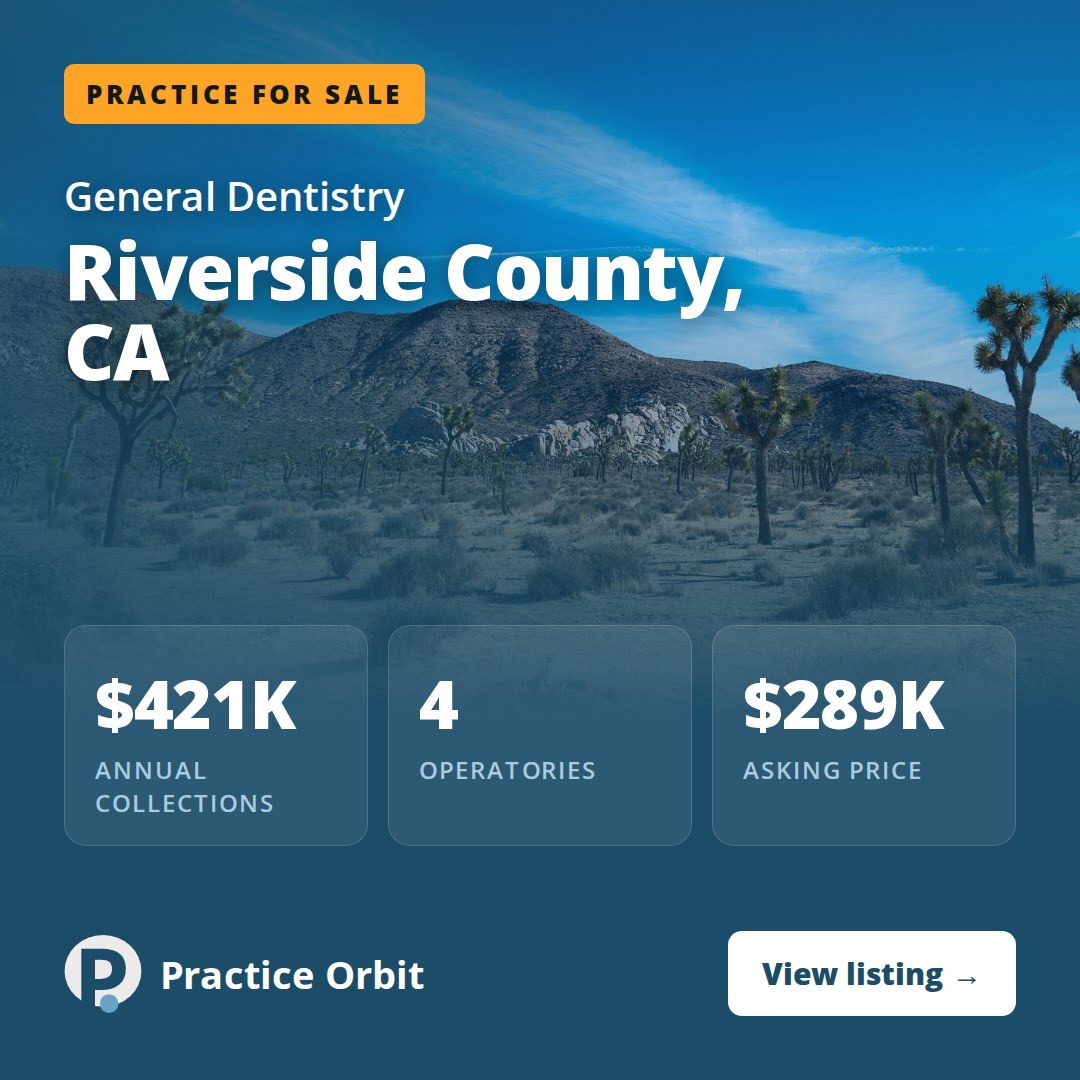 PRACTICE FOR SALE
General Dentistry
Riverside County,
CA
$421K
ANNUAL
COLLECTIONS
4
OPERATORIES
$289K
ASKING PRICE
P
Practice Orbit
View listing →